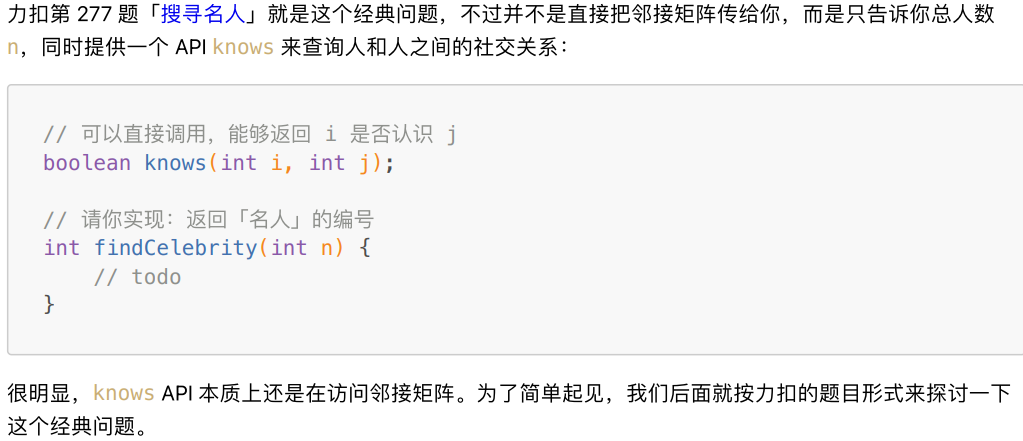 力扣第 277 题「搜寻名人」就是这个经典问题，不过并不是直接把邻接矩阵传给你，而是只告诉你总人数
n，同时提供一个 API knows 来查询人和人之间的社交关系：
// 可以直接调用，能够返回 i 是否认识 j
boolean knows(int i, int j);
// 请你实现：返回「名人」的编号
int findCelebrity(int n) {
// todo
}
很明显，knows API 本质上还是在访问邻接矩阵。为了简单起见，我们后面就按力扣的题目形式来探讨一下
这个经典问题。